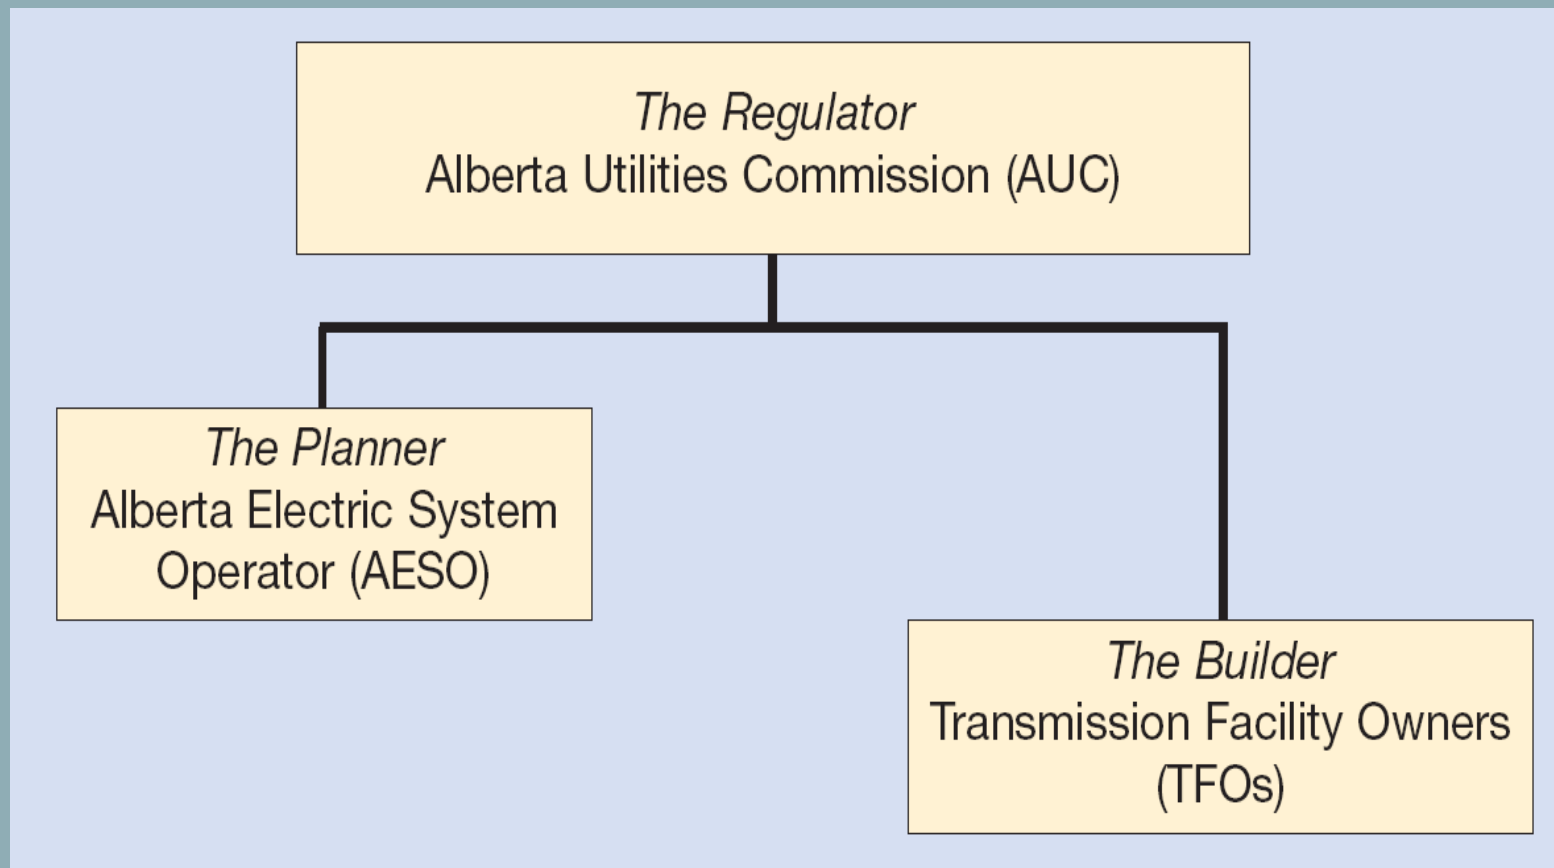 The Regulator
Alberta Utilities Commission (AUC)
The Planner
Alberta Electric System
Operator (AESO)
The Builder
Transmission Facility Owners
(TFOs)